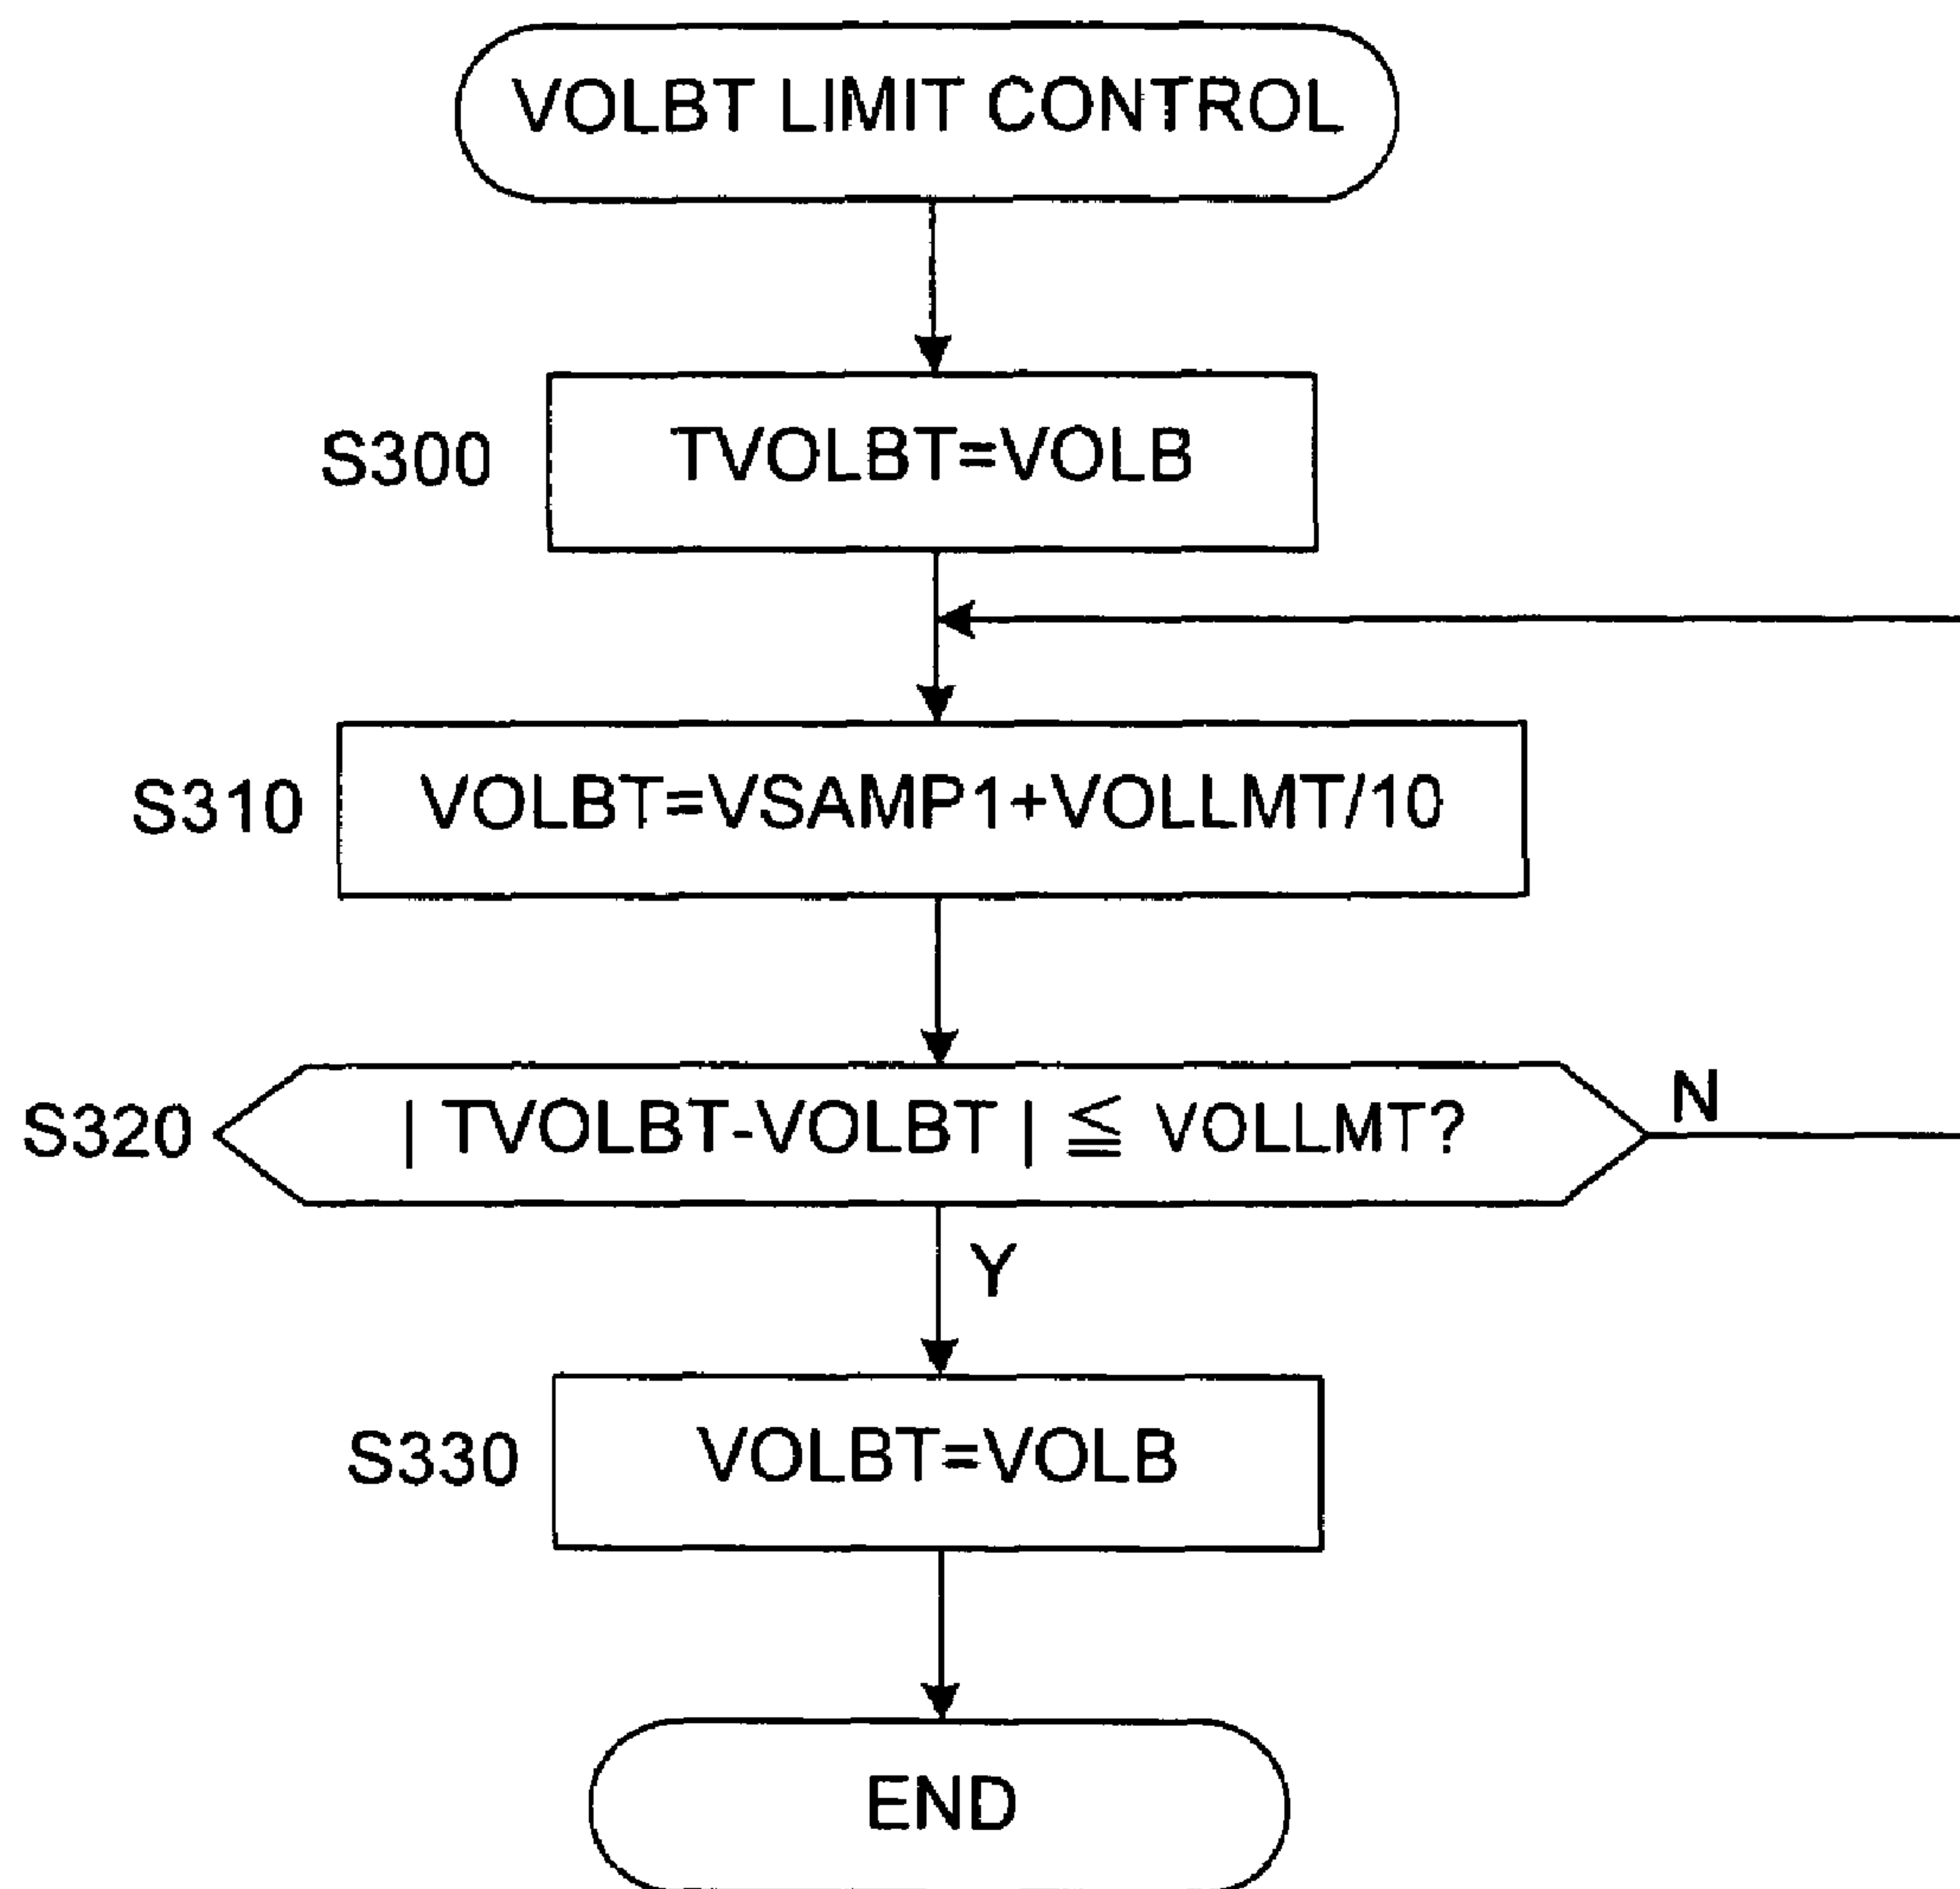 VOLBT LIMIT CONTROL
S300
TVOLBT=VOLB
S310
VOLBT=VSAMP1+VOLLMT/10
S320
| TVOLBT-VOLBT | ≦ VOLLMT?
N
Y
S330
VOLBT=VOLB
END